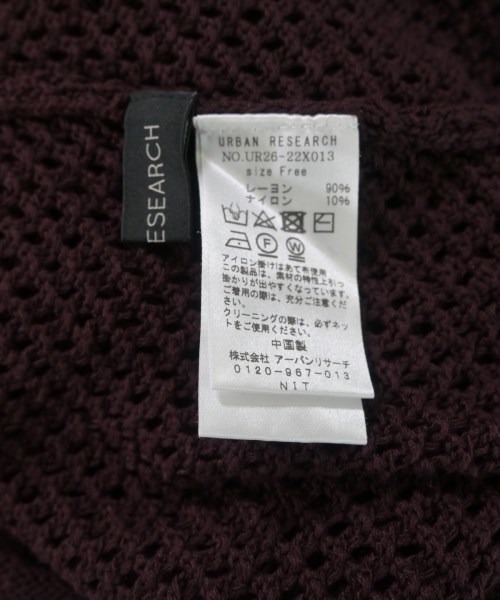 ESEARCH
URBAN RESEARCH
NO.UR26-22X013
size Free
レーヨン 90%
ナイロン 10%
F W
アイロン掛けはあて布使用
この製品は、素材の特性上引っ
掛かりが出やすくなっています。
ご着用の際は、充分ご注意くだ
さい。
クリーニングの際は、必ずネッ
トをご使用ください。
中国製
株式会社 アーバンリサーチ
0120-967-013
NIT